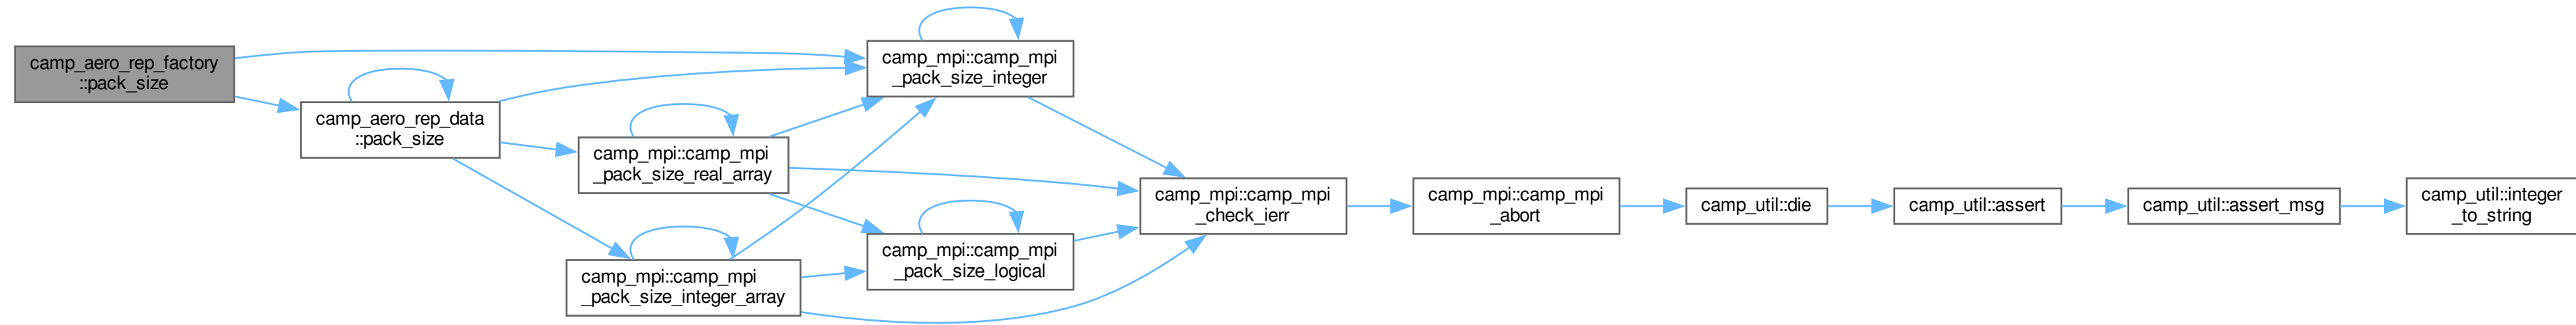 camp_aero_rep_factory
::pack_size
camp_aero_rep_data
::pack_size
camp_mpi::camp_mpi
_pack_size_integer
camp_mpi::camp_mpi
_pack_size_real_array
camp_mpi::camp_mpi
_pack_size_integer_array
camp_mpi::camp_mpi
_pack_size_logical
camp_mpi::camp_mpi
_check_ierr
camp_mpi::camp_mpi
_abort
camp_util::die
camp_util::assert
camp_util::assert_msg
camp_util::integer
_to_string